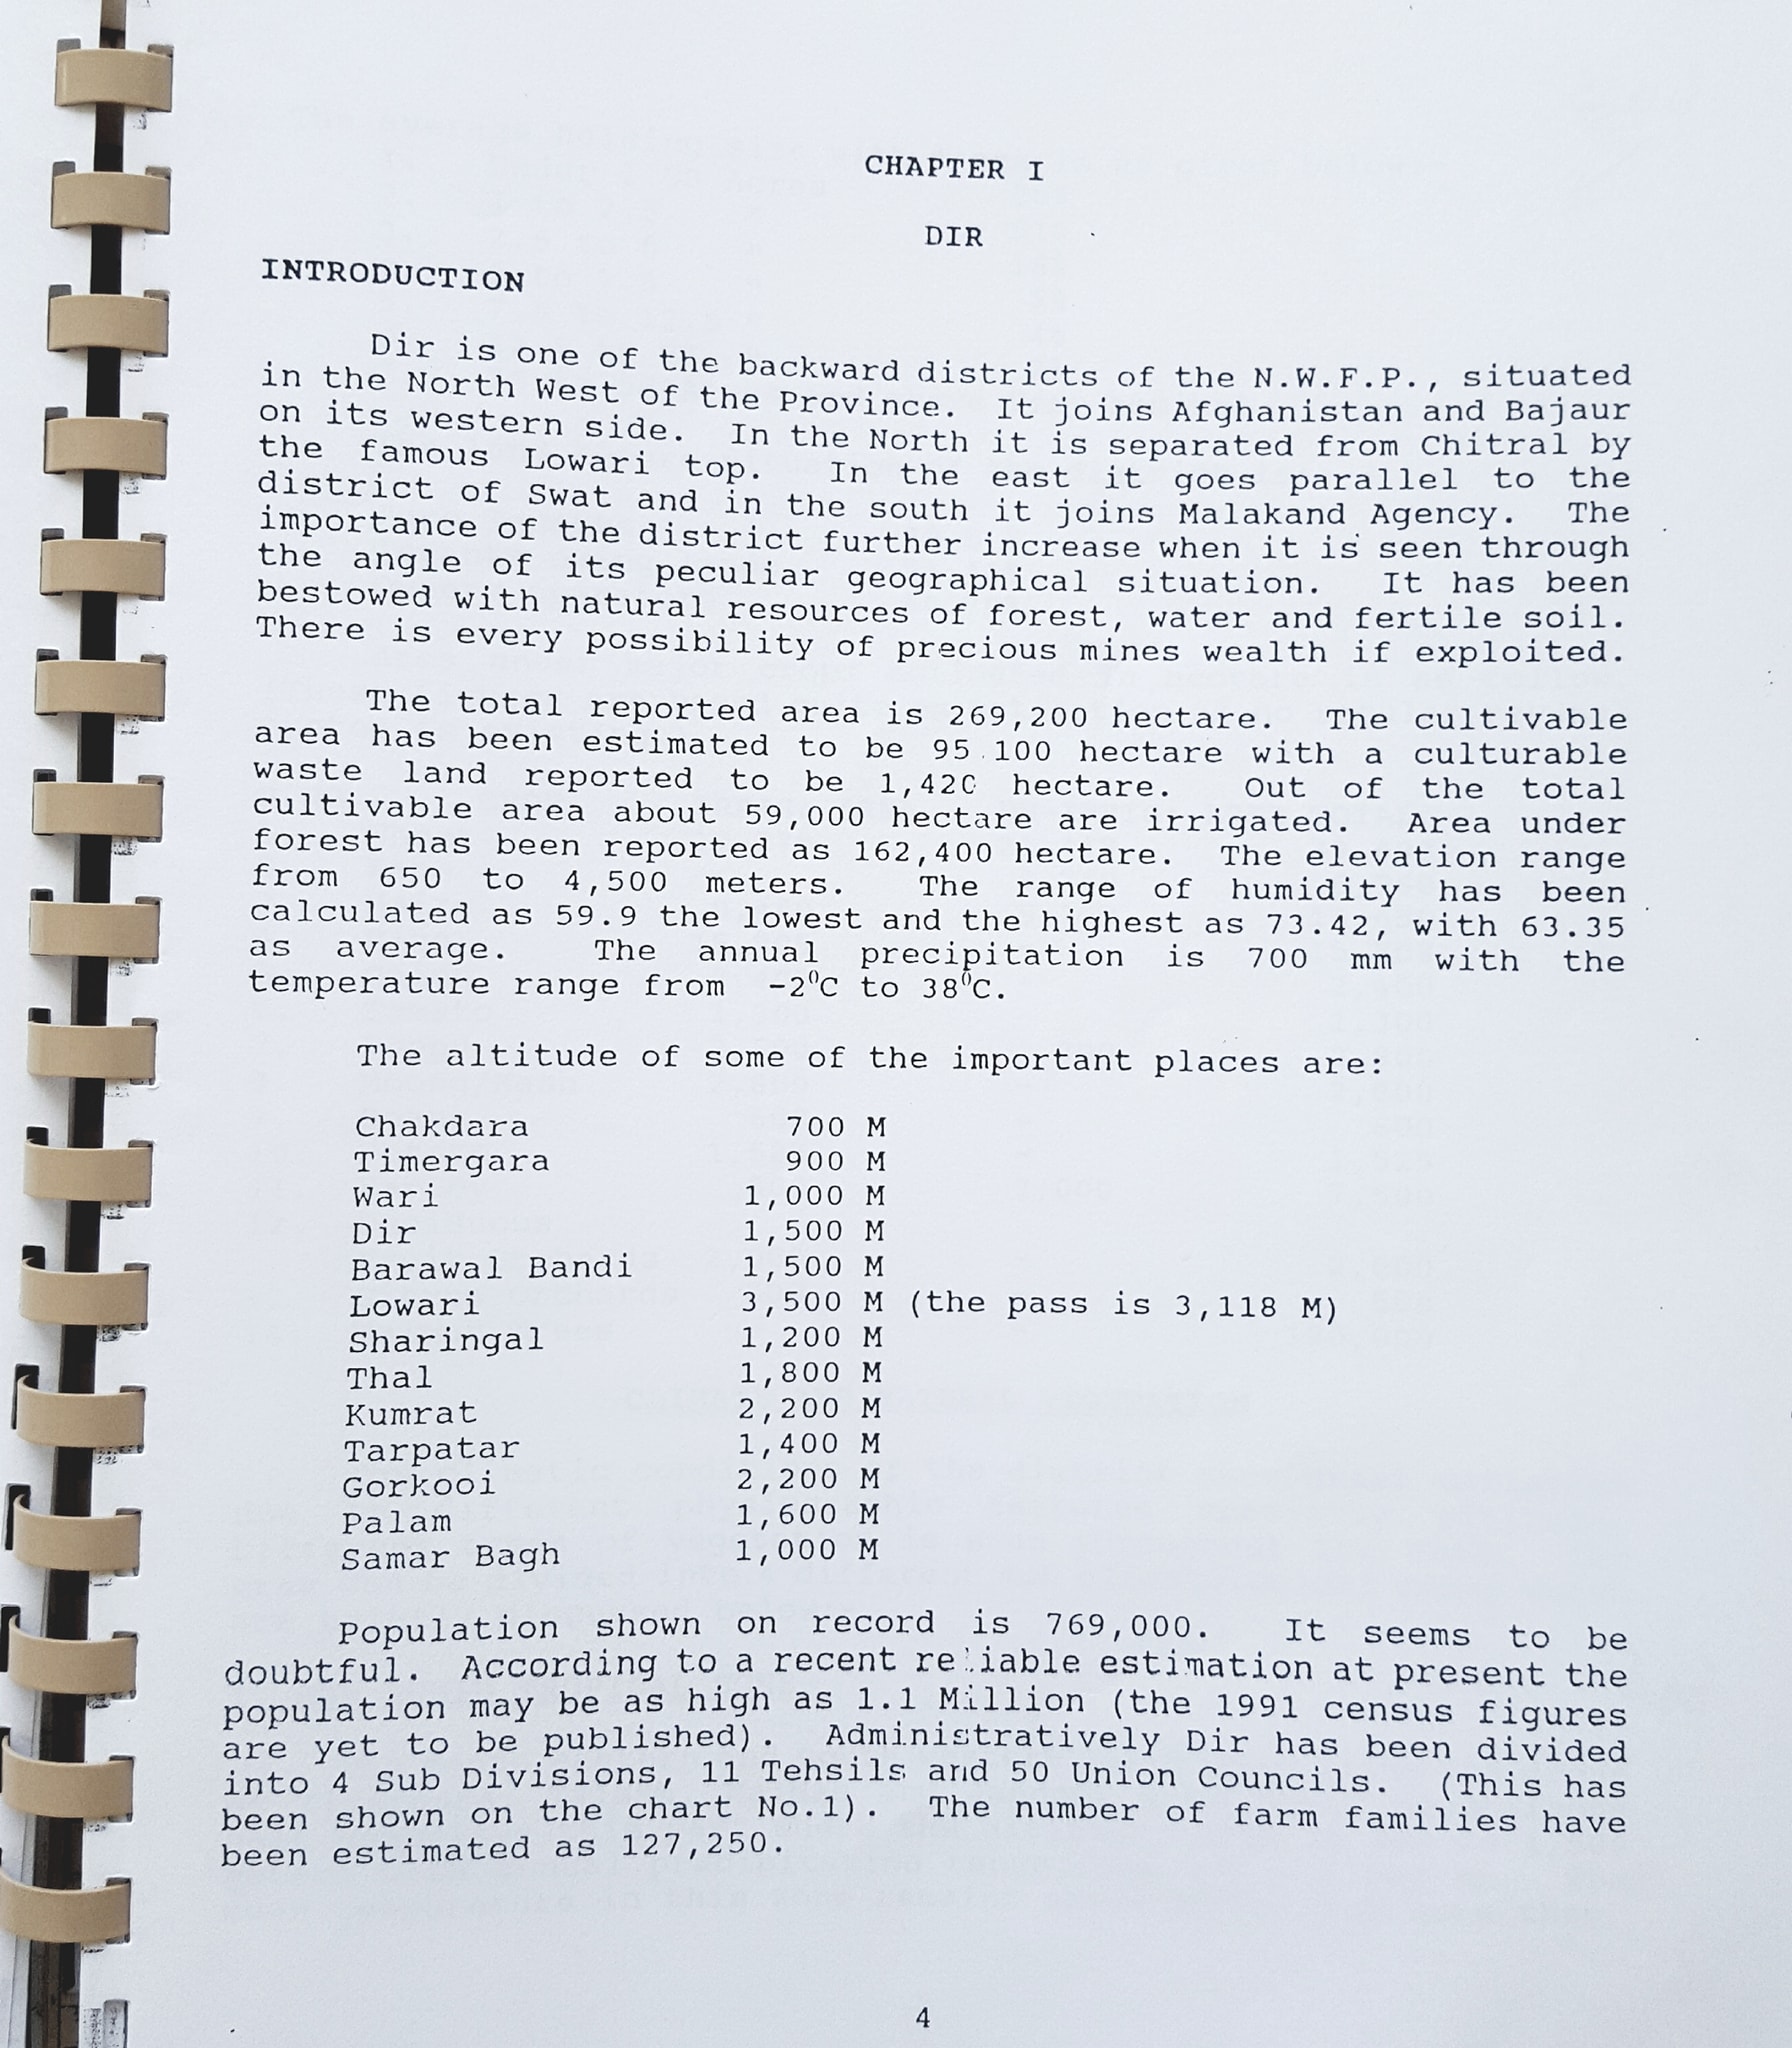 CHAPTER I
DIR
INTRODUCTION
Dir is one of the backward districts of the N.W.F.P., situated
in the North West of the Province. It joins Afghanistan and Bajaur
on its western side. In the North it is separated from Chitral by
the famous Lowari top. In the east it goes parallel to the
district of Swat and in the south it joins Malakand Agency. The
importance of the district further increase when it is seen through
the angle of its peculiar geographical situation. It has been
bestowed with natural resources of forest, water and fertile soil.
There is every possibility of precious mines wealth if exploited.
The total reported area is 269,200 hectare. The cultivable
area has been estimated to be 95.100 hectare with a culturable
waste land reported to be 1,420 hectare. Out of the total
cultivable area about 59,000 hectare are irrigated. Area under
forest has been reported as 162,400 hectare. The elevation range
from 650 to 4,500 meters. The range of humidity has been
calculated as 59.9 the lowest and the highest as 73.42, with 63.35
as average. The annual precipitation is 700 mm with the
temperature range from -2⁰C to 38⁰C.
The altitude of some of the important places are:
Chakdara 700 M
Timergara 900 M
Wari 1,000 M
Dir 1,500 M
Barawal Bandi 1,500 M
Lowari 3,500 M (the pass is 3,118 M)
Sharingal 1,200 M
Thal 1,800 M
Kumrat 2,200 M
Tarpatar 1,400 M
Gorkooi 2,200 M
Palam 1,600 M
Samar Bagh 1,000 M
Population shown on record is 769,000. It seems to be
doubtful. According to a recent reliable estimation at present the
population may be as high as 1.1 Million (the 1991 census figures
are yet to be published). Administratively Dir has been divided
into 4 Sub Divisions, 11 Tehsils and 50 Union Councils. (This has
been shown on the chart No.1). The number of farm families have
been estimated as 127,250.
4